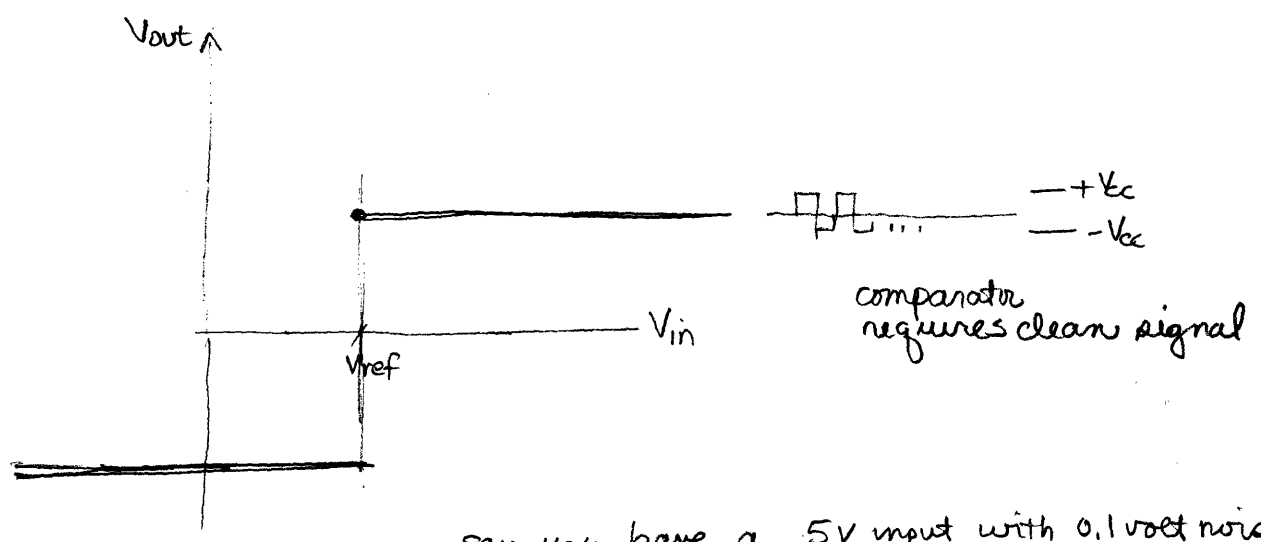 Vout
+Vcc
-Vcc
comparator
requires clean signal
Vin
Vref
say you have a 5V input with 0.1 volt